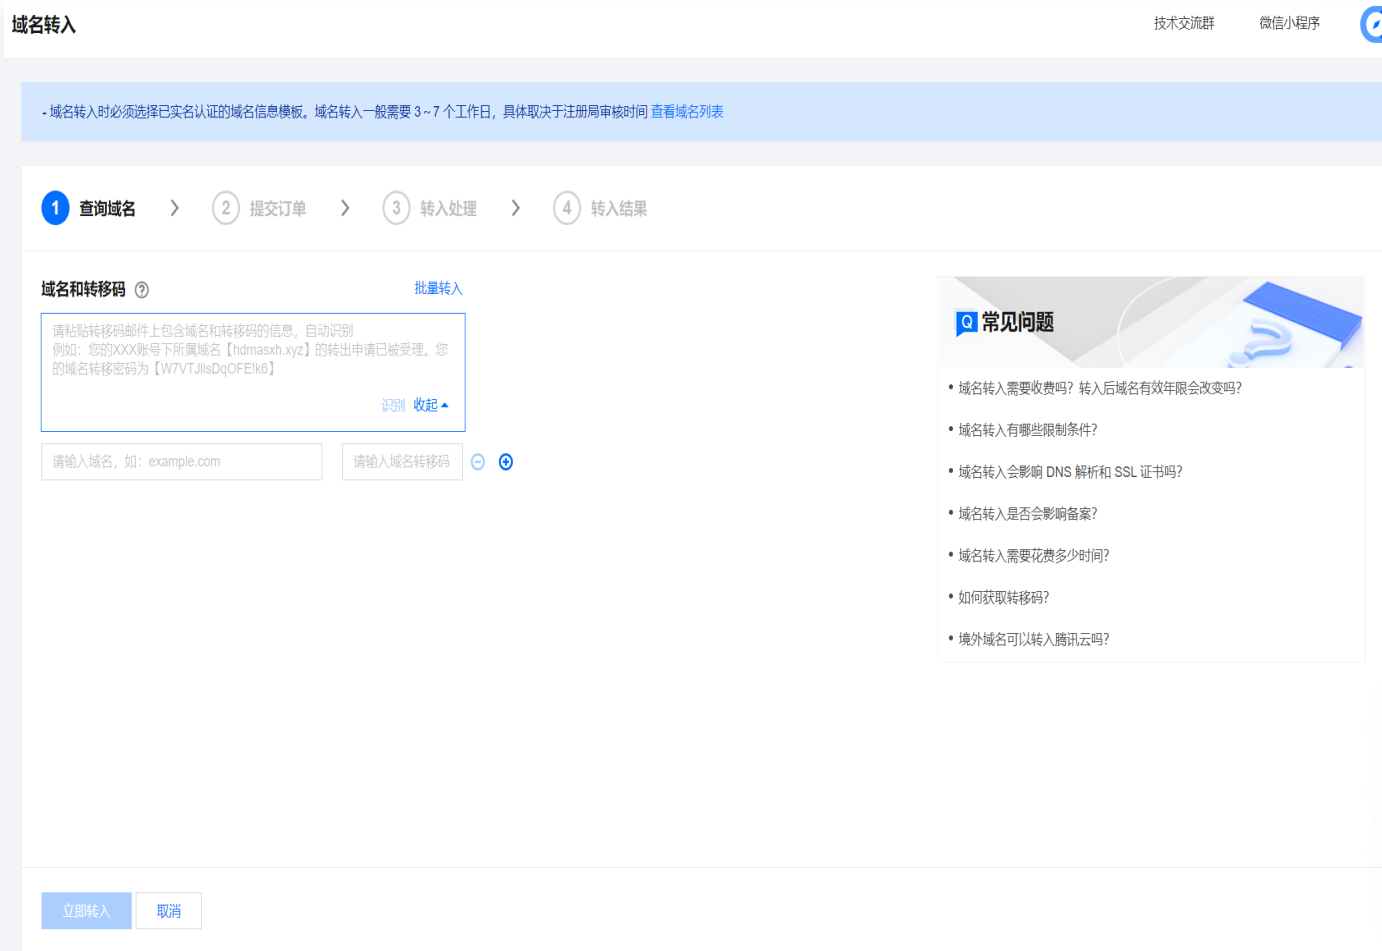 域名转入
技术交流群
微信小程序
- 域名转入时必须选择已实名认证的域名信息模板。域名转入一般需要 3 ~ 7 个工作日，具体取决于注册局审核时间 查看域名列表
1 查询域名 > 2 提交订单 > 3 转入处理 > 4 转入结果
域名和转移码 ?
批量转入
请粘贴转移码邮件上包含域名和转移码的信息，自动识别
例如：您的XXX账号下所属域名【hdmasxh.xyz】的转出申请已被受理。您
的域名转移密码为【W7VTJIlsDqOFE!k6】
识别 收起
请输入域名，如：example.com
请输入域名转移码
Q 常见问题
• 域名转入需要收费吗？转入后域名有效年限会改变吗？
• 域名转入有哪些限制条件？
• 域名转入会影响 DNS 解析和 SSL 证书吗？
• 域名转入是否会影响备案？
• 域名转入需要花费多少时间？
• 如何获取转移码？
• 境外域名可以转入腾讯云吗？
立即转入
取消